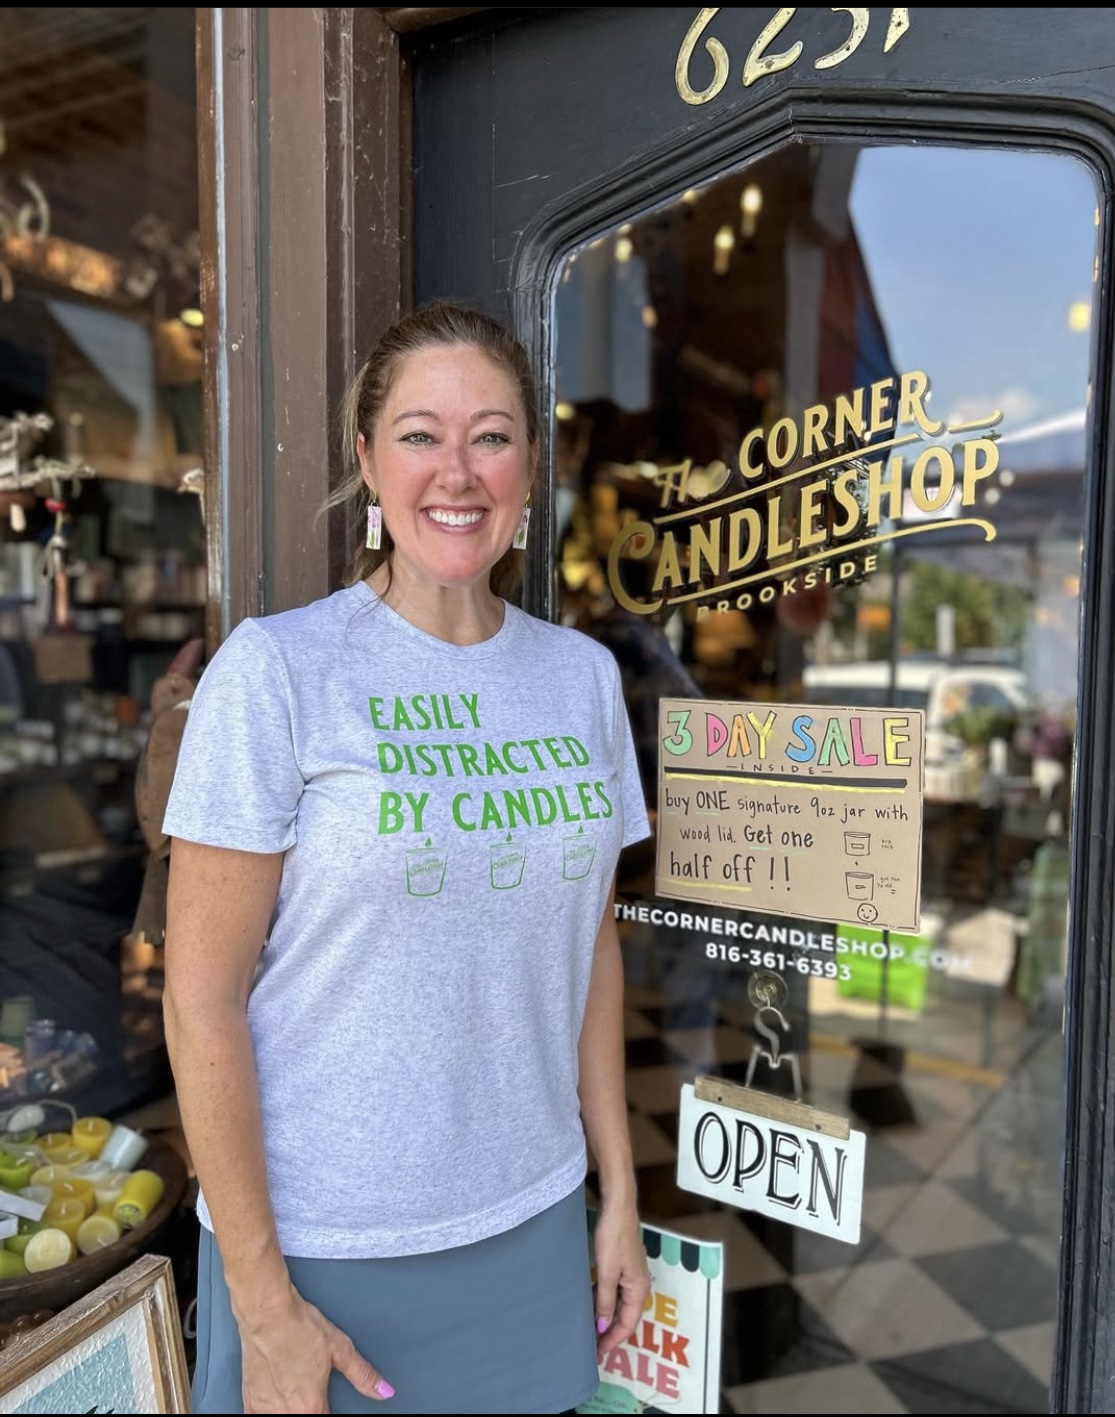 The CORNER
CANDLESHOP
BROOKSIDE
EASILY
DISTRACTED
BY CANDLES
3 DAY SALE
INSIDE
buy ONE signature 9oz jar with
wood lid. Get one
half off !!
THECORNERCANDLESHOP.COM
816-361-6393
OPEN
ALK
ALE